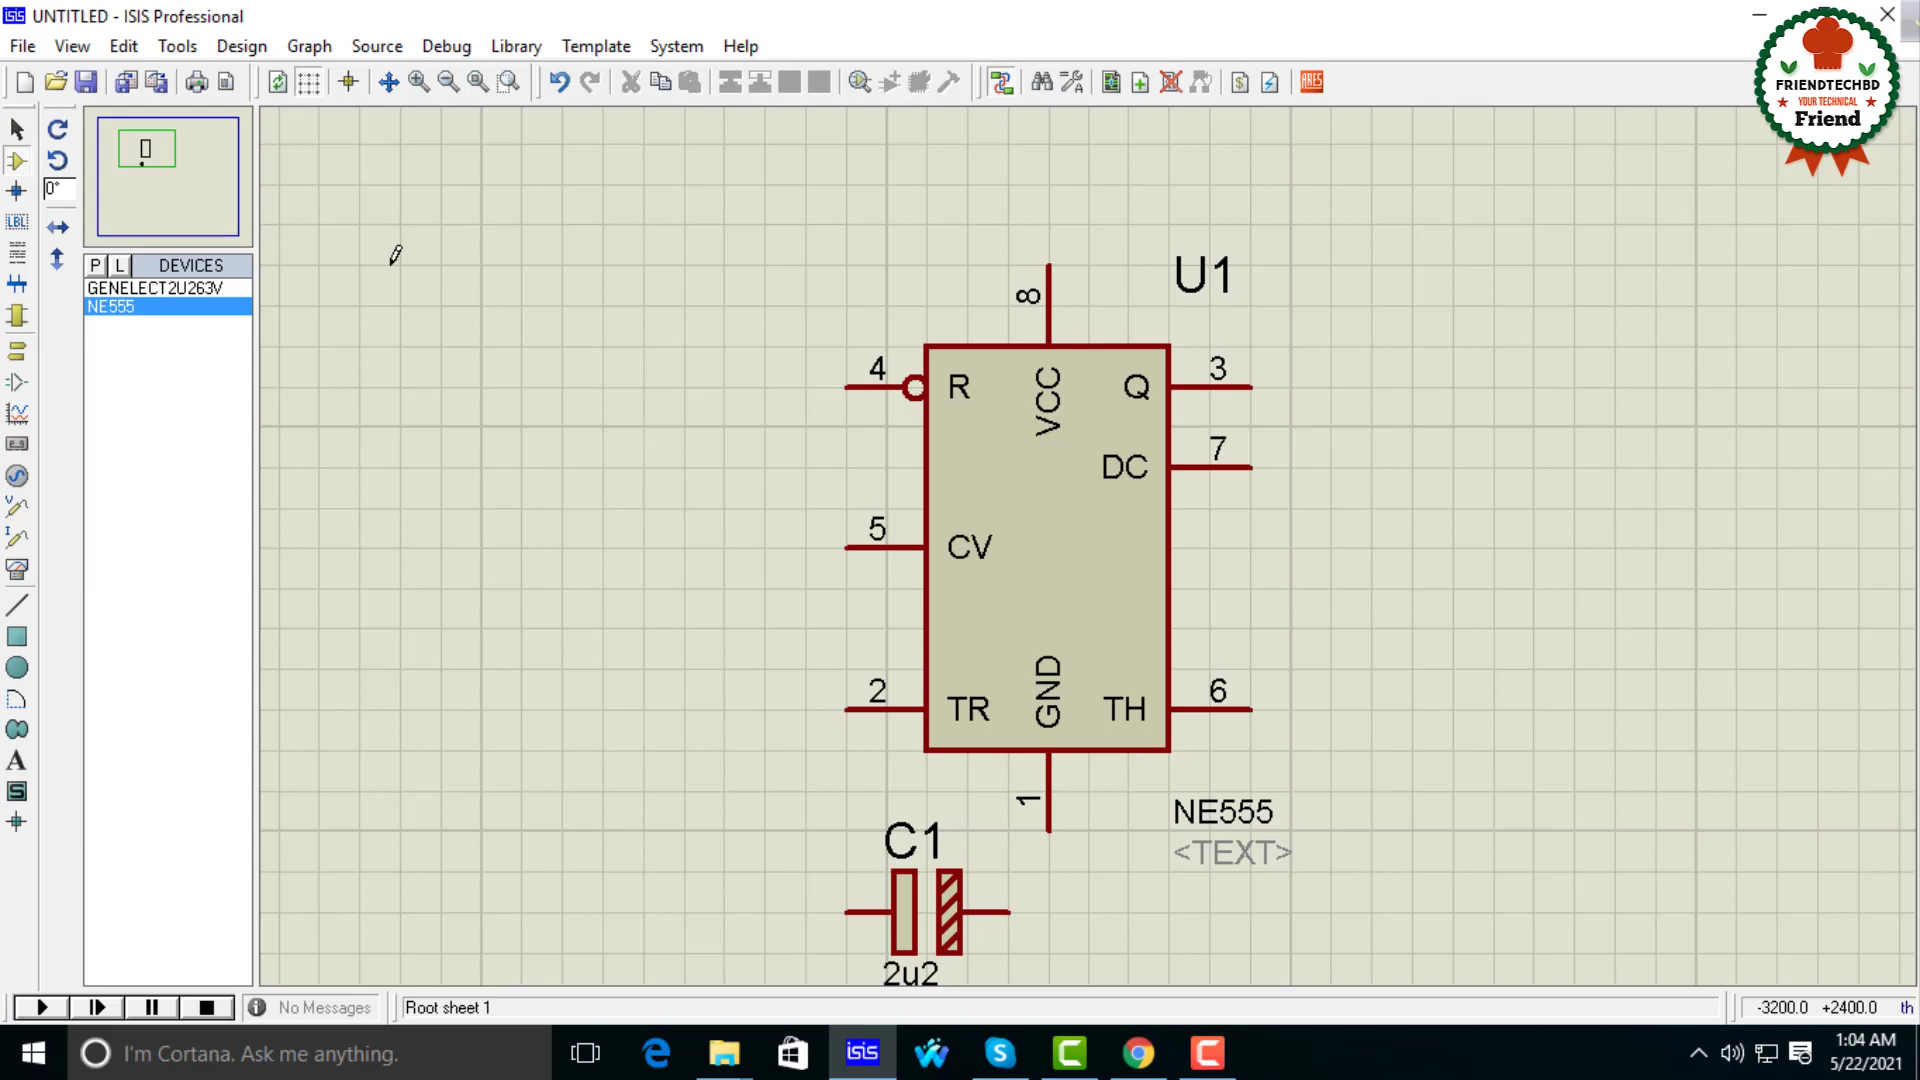 UNTITLED - ISIS Professional
File View Edit Tools Design Graph Source Debug Library Template System Help
FRIENDTECHBD
YOUR TECHNICAL
Friend
ARES
0°
LBL
P L DEVICES
GENELECT2U263V
NE555
U1
8
4 R VCC Q 3
DC 7
5 CV
2 TR GND TH 6
1
NE555
<TEXT>
C1
2u2
No Messages Root sheet 1 -3200.0 +2400.0 th
I'm Cortana. Ask me anything.
isis
1:04 AM
5/22/2021